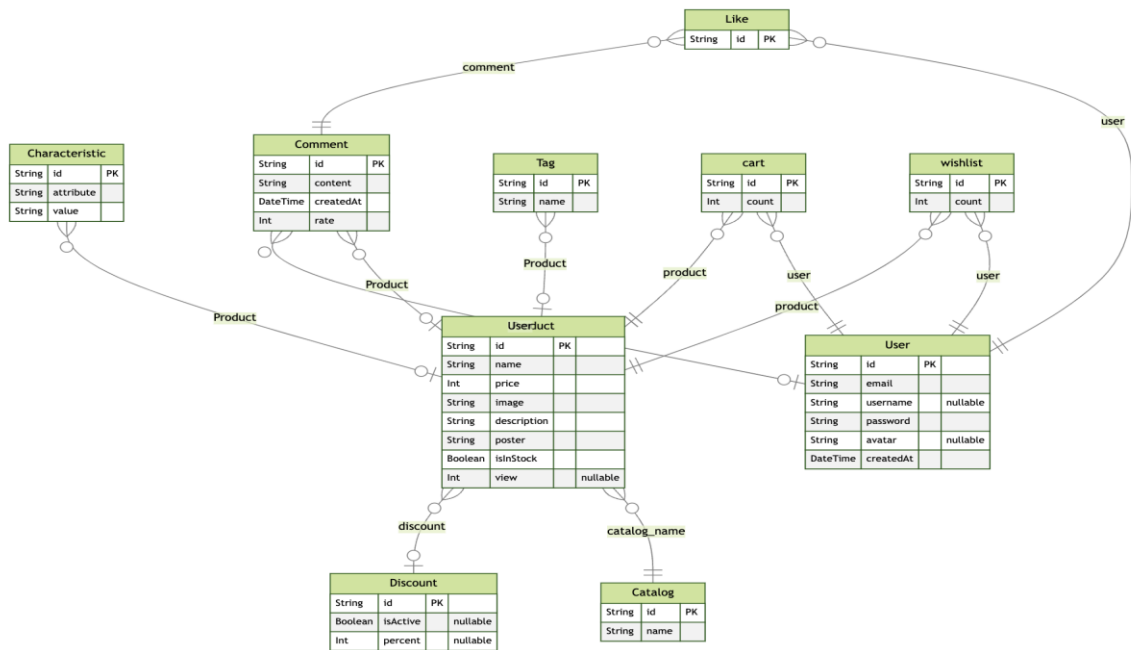 Like
String id PK
comment
user
Characteristic
String id PK
String attribute
String value
Comment
String id PK
String content
DateTime createdAt
Int rate
Tag
String id PK
String name
cart
String id PK
Int count
wishlist
String id PK
Int count
Product
Product
Product
product
user
product
user
UserJuct
String id PK
String name
Int price
String image
String description
String poster
Boolean isInStock
Int view nullable
User
String id PK
String email
String username nullable
String password
String avatar nullable
DateTime createdAt
discount
catalog_name
Discount
String id PK
Boolean isActive nullable
Int percent nullable
Catalog
String id PK
String name